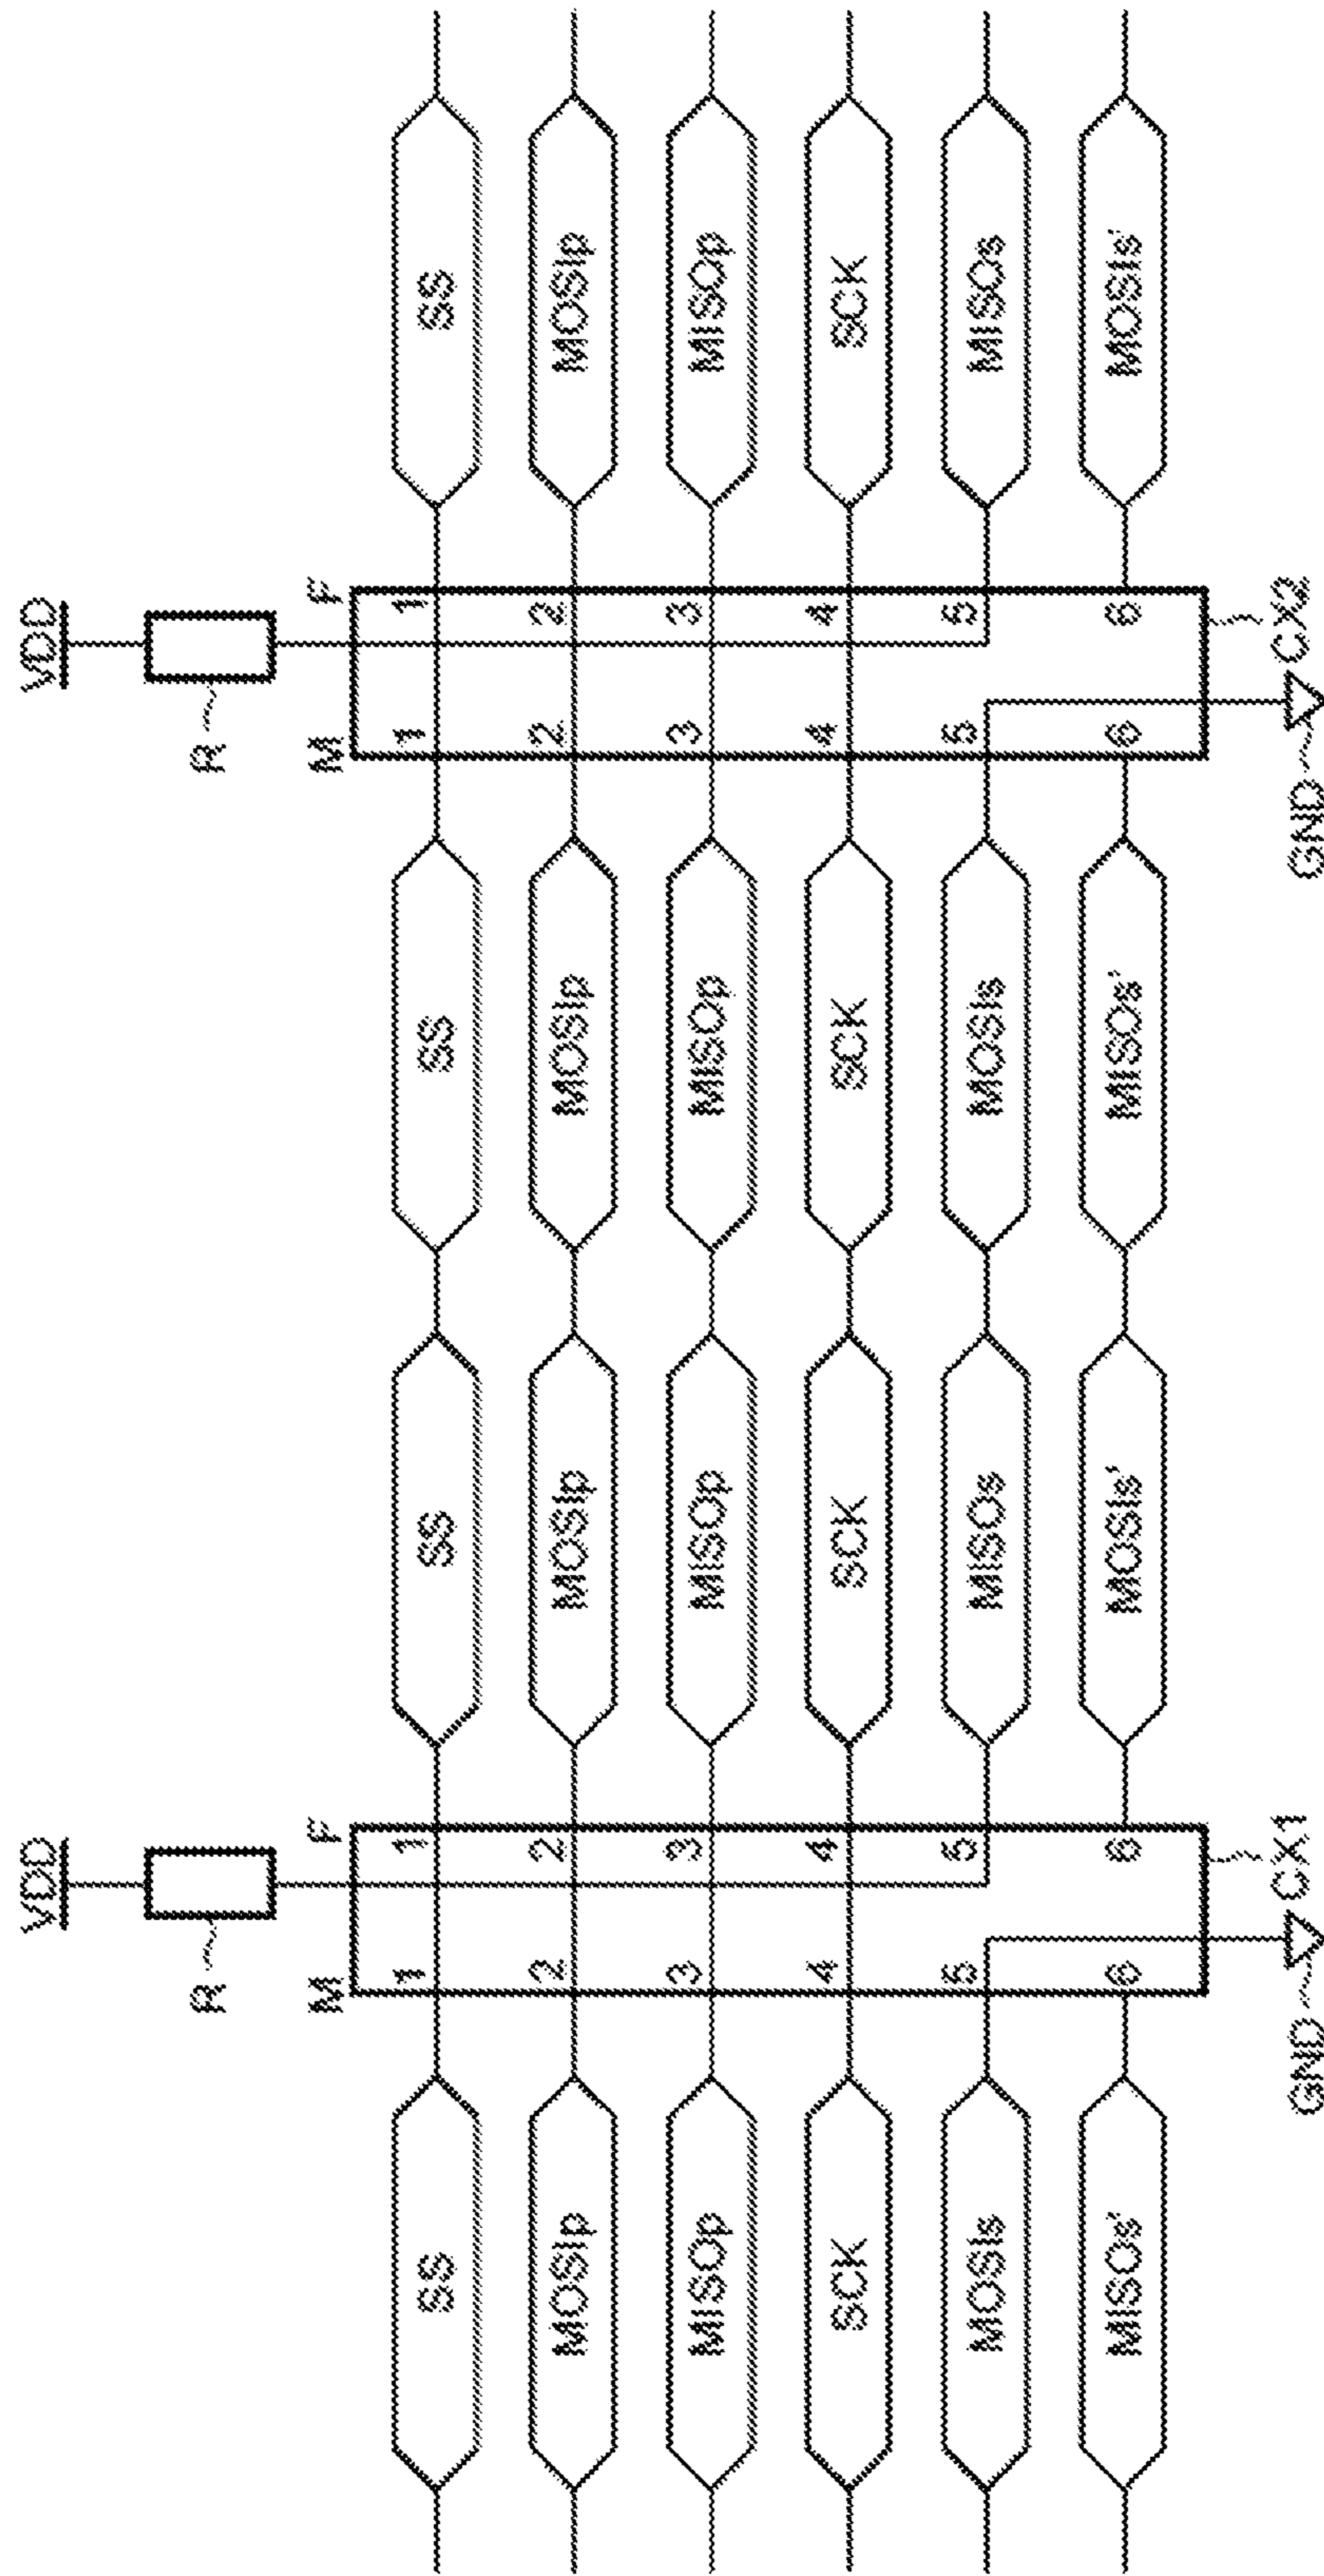 VDD VDD
R R
M F M F
SS 1 1 SS SS 1 1 SS
MOSIp 2 2 MOSIp MOSIp 2 2 MOSIp
MISOp 3 3 MISOp MISOp 3 3 MISOp
SCK 4 4 SCK SCK 4 4 SCK
MOSIs 5 5 MISOs MOSIs 5 5 MISOs
MISOs' 6 6 MOSIs' MISOs' 6 6 MOSIs'
CX1 CX2
GND GND